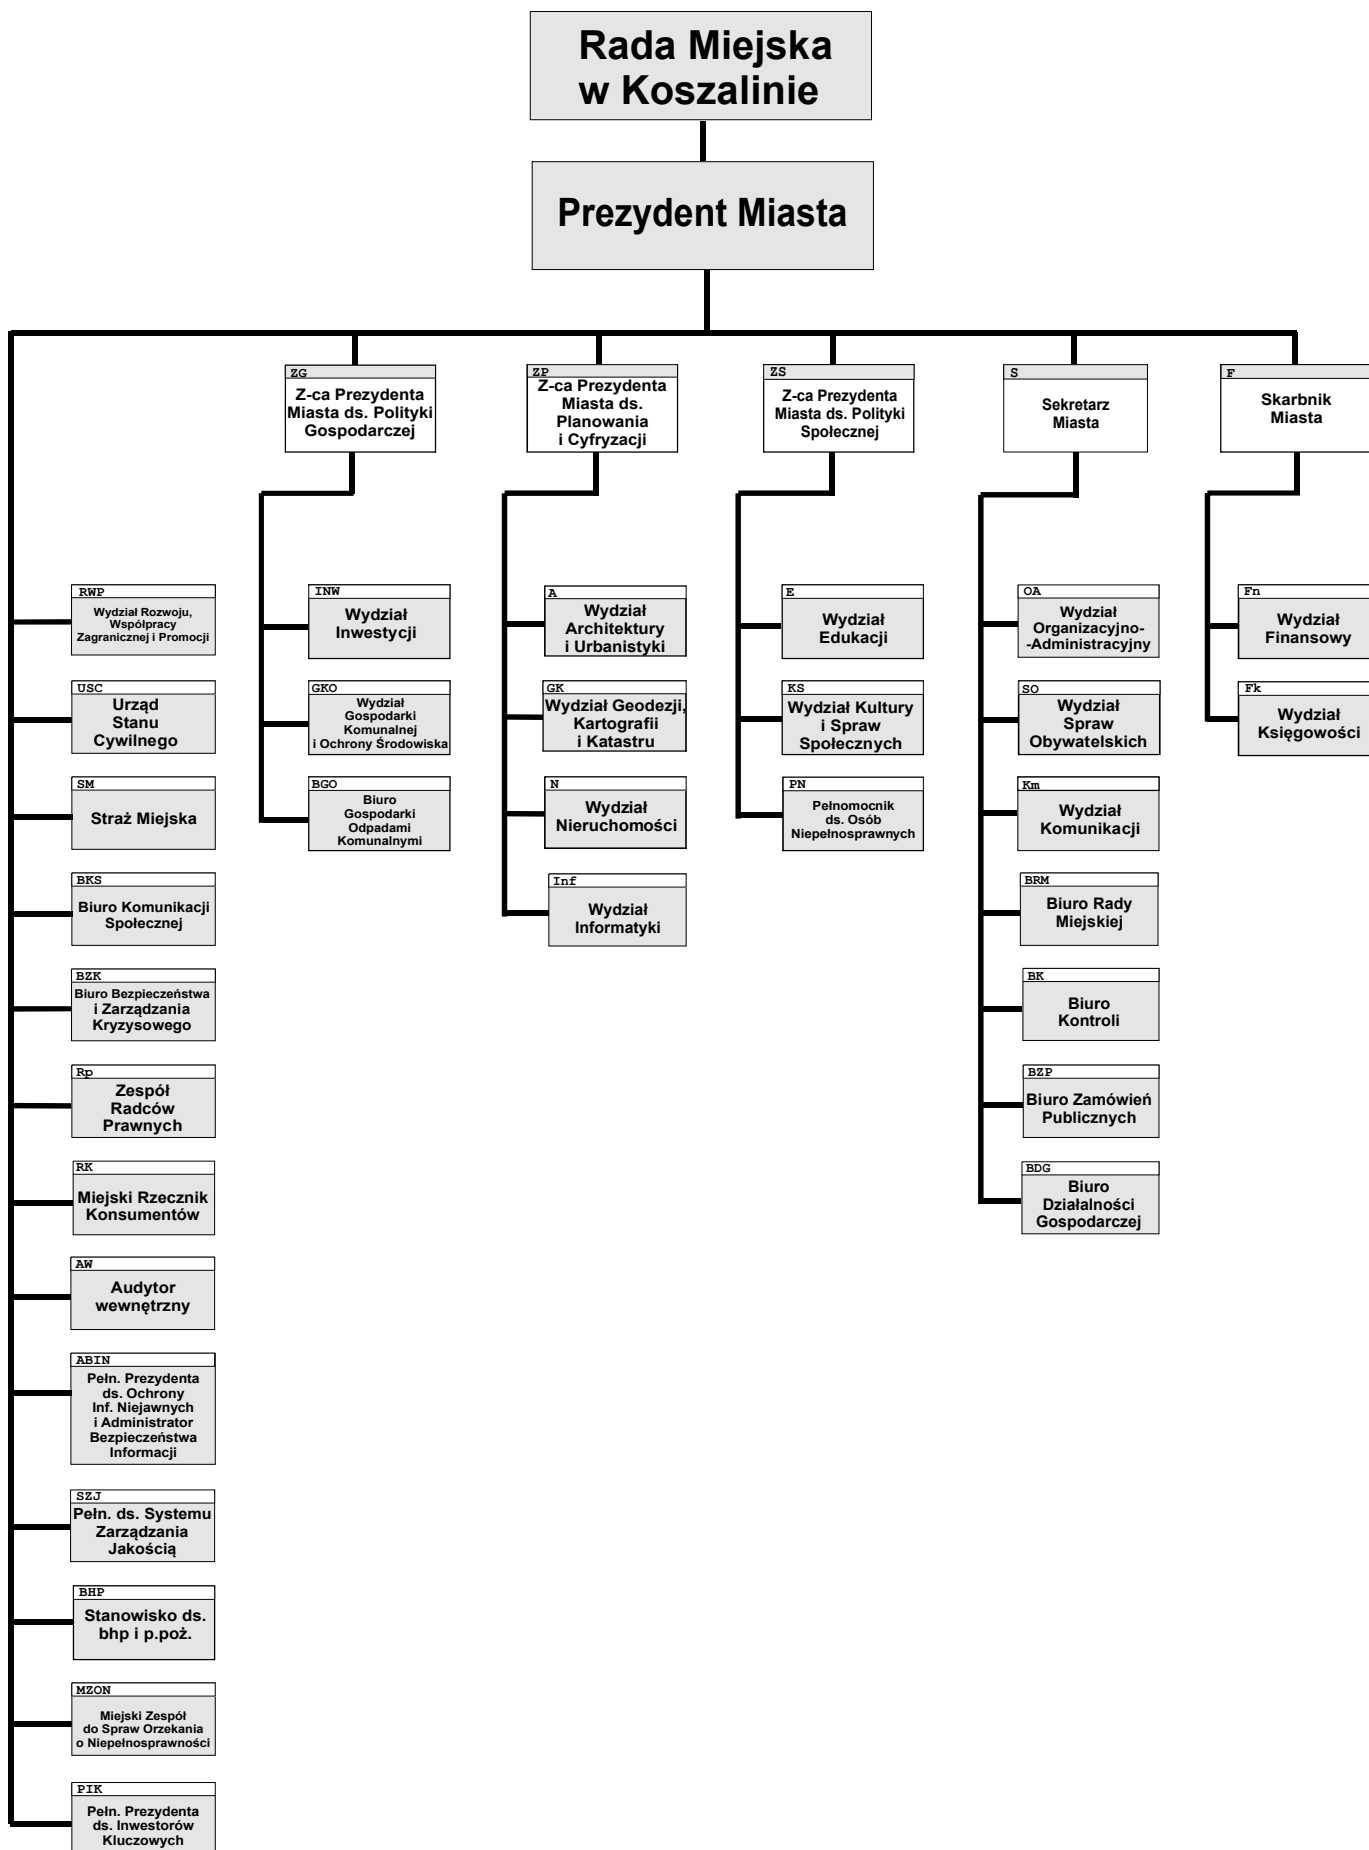 Rada Miejska
w Koszalinie
Prezydent Miasta
ZG
Z-ca Prezydenta
Miasta ds. Polityki
Gospodarczej
ZP
Z-ca Prezydenta
Miasta ds.
Planowania
i Cyfryzacji
ZS
Z-ca Prezydenta
Miasta ds. Polityki
Społecznej
S
Sekretarz
Miasta
F
Skarbnik
Miasta
RWP
Wydział Rozwoju,
Współpracy
Zagranicznej i Promocji
USC
Urząd
Stanu
Cywilnego
SM
Straż Miejska
BKS
Biuro Komunikacji
Społecznej
BZK
Biuro Bezpieczeństwa
i Zarządzania
Kryzysowego
Rp
Zespół
Radców
Prawnych
RK
Miejski Rzecznik
Konsumentów
AW
Audytor
wewnętrzny
ABIN
Pełn. Prezydenta
ds. Ochrony
Inf. Niejawnych
i Administrator
Bezpieczeństwa
Informacji
SZJ
Pełn. ds. Systemu
Zarządzania
Jakością
BHP
Stanowisko ds.
bhp i p.poż.
MZON
Miejski Zespół
do Spraw Orzekania
o Niepełnosprawności
PIK
Pełn. Prezydenta
ds. Inwestorów
Kluczowych
INW
Wydział
Inwestycji
GKO
Wydział
Gospodarki
Komunalnej
i Ochrony Środowiska
BGO
Biuro
Gospodarki
Odpadami
Komunalnymi
A
Wydział
Architektury
i Urbanistyki
GK
Wydział Geodezji,
Kartografii
i Katastru
N
Wydział
Nieruchomości
Inf
Wydział
Informatyki
E
Wydział
Edukacji
KS
Wydział Kultury
i Spraw
Społecznych
PN
Pełnomocnik
ds. Osób
Niepełnosprawnych
OA
Wydział
Organizacyjno-
-Administracyjny
SO
Wydział
Spraw
Obywatelskich
Km
Wydział
Komunikacji
BRM
Biuro Rady
Miejskiej
BK
Biuro
Kontroli
BZP
Biuro Zamówień
Publicznych
BDG
Biuro
Działalności
Gospodarczej
Fn
Wydział
Finansowy
Fk
Wydział
Księgowości